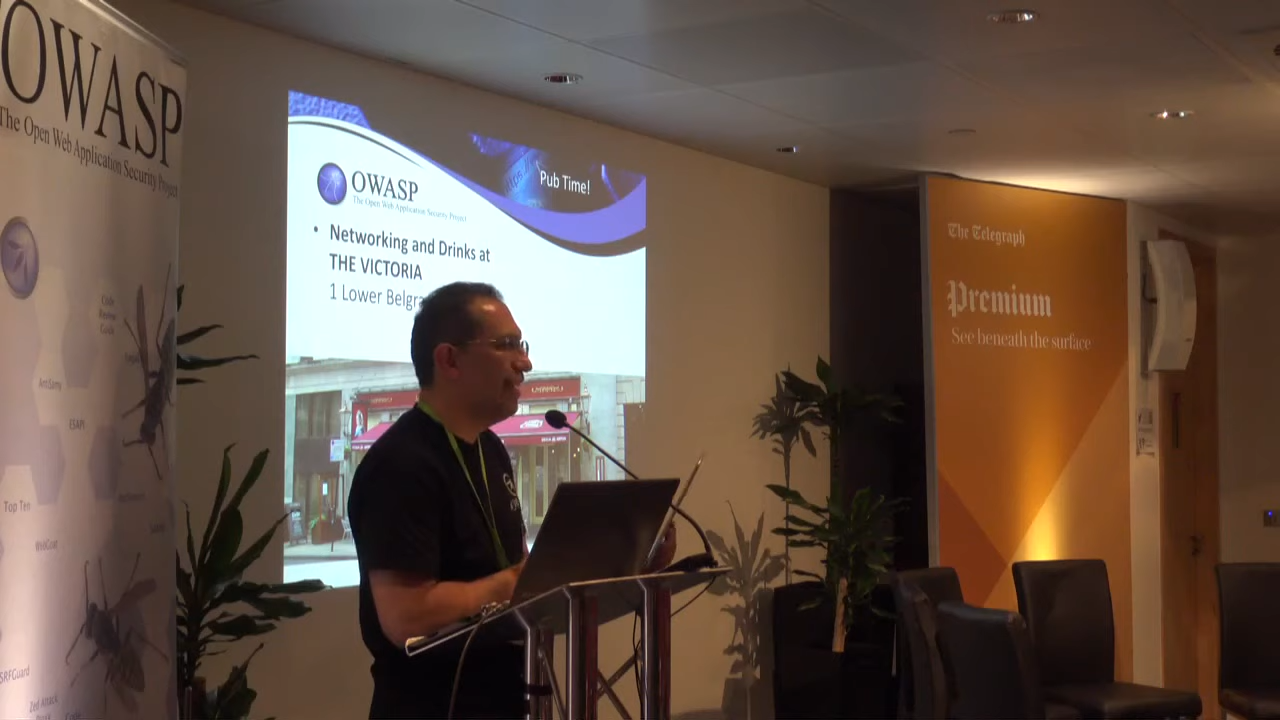 OWASP
The Open Web Application Security Project
Code
Review
Guide
AntiSamy
ESAPI
Top Ten
WebGoat
CSRFGuard
Zed Attack
Pub Time!
OWASP
The Open Web Application Security Project
• Networking and Drinks at
THE VICTORIA
1 Lower Belgra
The Telegraph
Premium
See beneath the surface